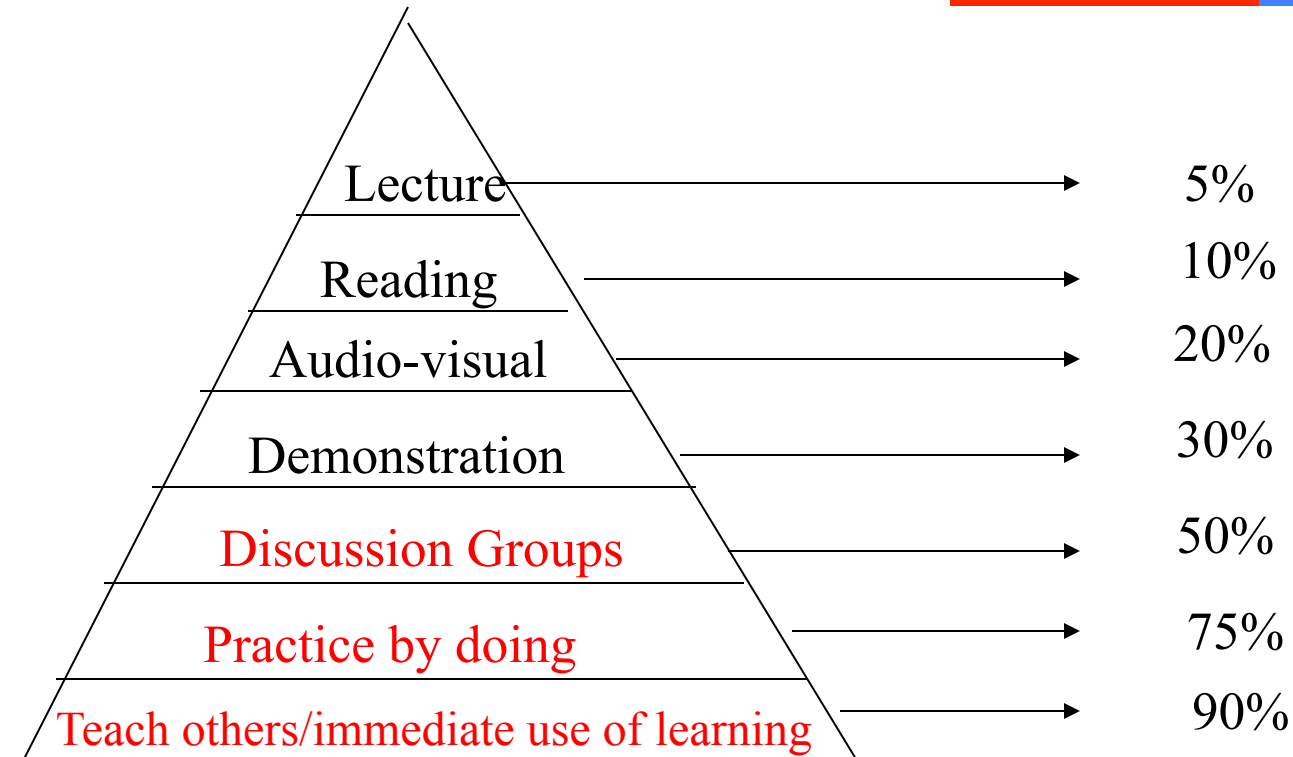 Lecture 5%
Reading 10%
Audio-visual 20%
Demonstration 30%
Discussion Groups 50%
Practice by doing 75%
Teach others/immediate use of learning 90%